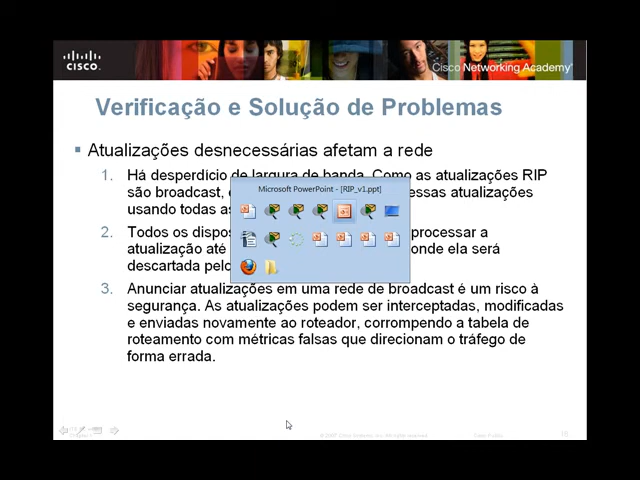 CISCO
Cisco Networking Academy
Verificação e Solução de Problemas
Atualizações desnecessárias afetam a rede
1. Há desperdício de largura de banda. Como as atualizações RIP
são broadcast, essas atualizações
usando todas as
Microsoft PowerPoint - [RIP_v1.ppt]
2. Todos os dispos processar a
atualização até onde ela será
descartada pelo
3. Anunciar atualizações em uma rede de broadcast é um risco à
segurança. As atualizações podem ser interceptadas, modificadas
e enviadas novamente ao roteador, corrompendo a tabela de
roteamento com métricas falsas que direcionam o tráfego de
forma errada.